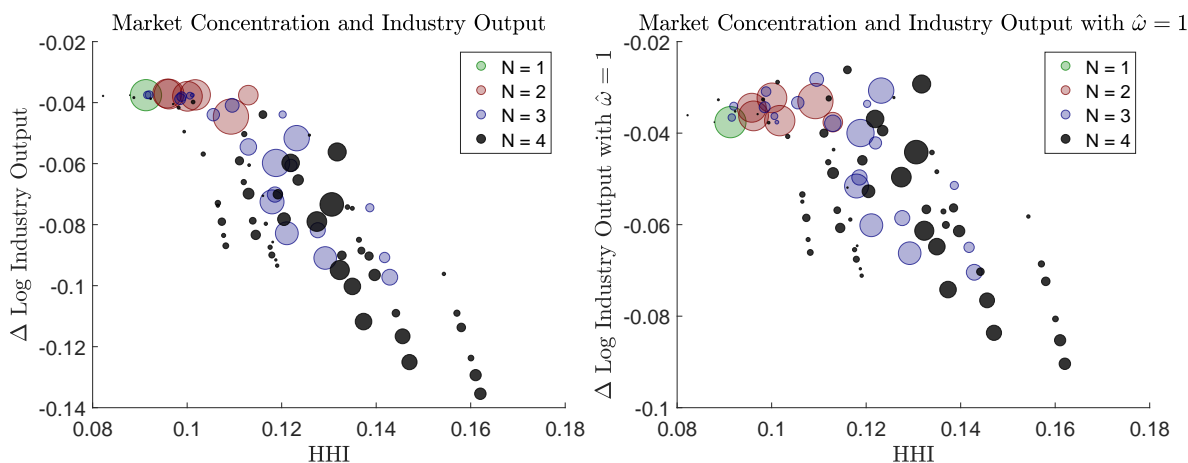 Market Concentration and Industry Output
-0.02
-0.04
-0.06
-0.08
-0.1
-0.12
-0.14
0.08
0.1
0.12
0.14
0.16
0.18
HHI
Δ Log Industry Output
N = 1
N = 2
N = 3
N = 4
Market Concentration and Industry Output with ω̂ = 1
-0.02
-0.04
-0.06
-0.08
-0.1
0.08
0.1
0.12
0.14
0.16
0.18
HHI
Δ Log Industry Output with ω̂ = 1
N = 1
N = 2
N = 3
N = 4